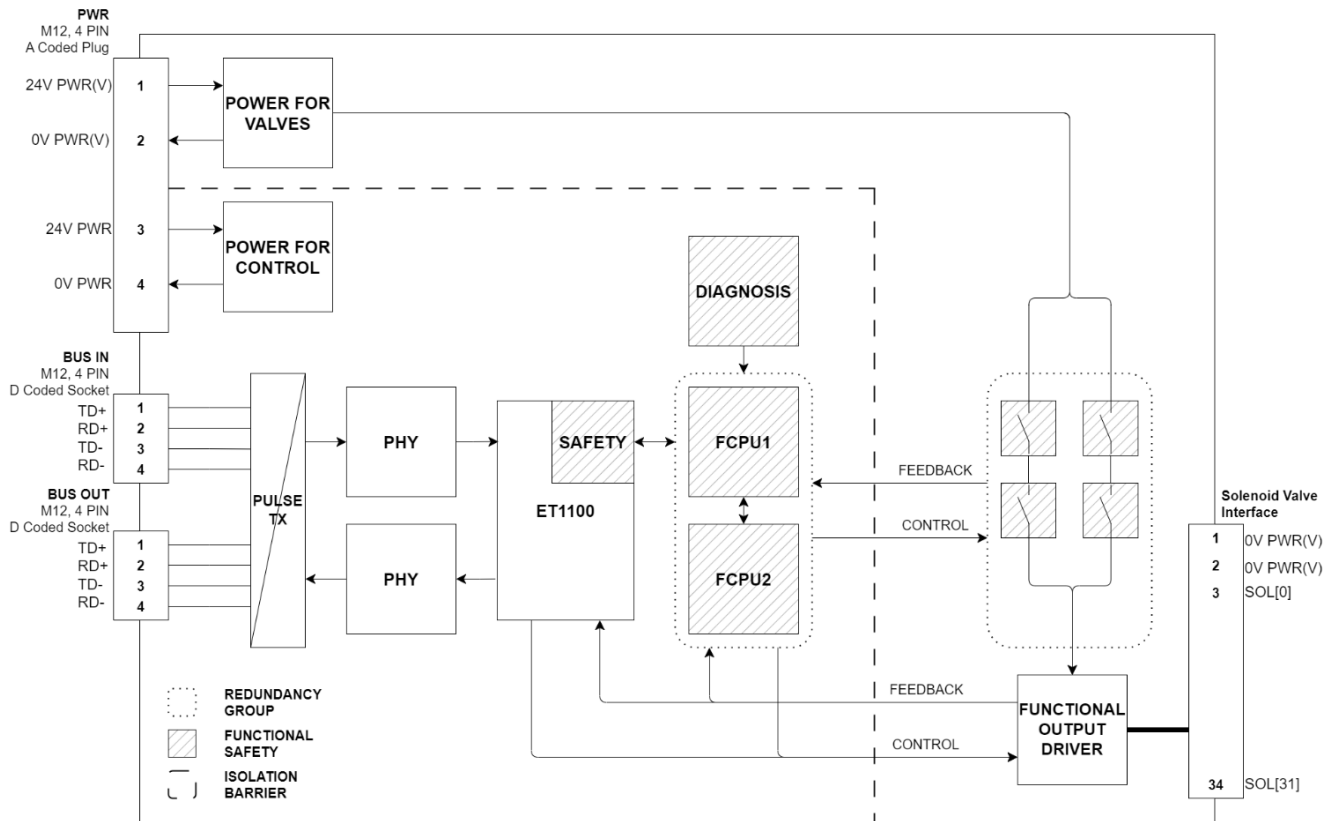 PWR
M12, 4 PIN
A Coded Plug
24V PWR(V)
1
0V PWR(V)
2
24V PWR
3
0V PWR
4
POWER FOR
VALVES
POWER FOR
CONTROL
DIAGNOSIS
BUS IN
M12, 4 PIN
D Coded Socket
TD+
1
RD+
2
TD-
3
RD-
4
BUS OUT
M12, 4 PIN
D Coded Socket
TD+
1
RD+
2
TD-
3
RD-
4
PULSE
TX
PHY
PHY
SAFETY
ET1100
FCPU1
FCPU2
FEEDBACK
CONTROL
FEEDBACK
CONTROL
FUNCTIONAL
OUTPUT
DRIVER
Solenoid Valve
Interface
1
0V PWR(V)
2
0V PWR(V)
3
SOL[0]
34
SOL[31]
REDUNDANCY
GROUP
FUNCTIONAL
SAFETY
ISOLATION
BARRIER